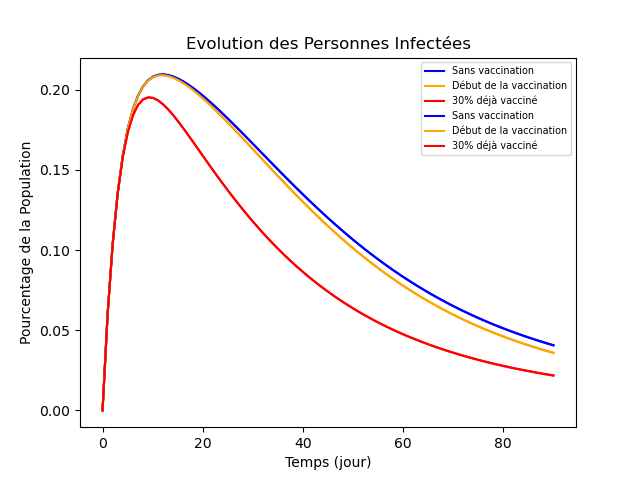 Evolution des Personnes Infectées
Sans vaccination
Début de la vaccination
30% déjà vacciné
Sans vaccination
Début de la vaccination
30% déjà vacciné
Pourcentage de la Population
0.20
0.15
0.10
0.05
0.00
0 20 40 60 80
Temps (jour)